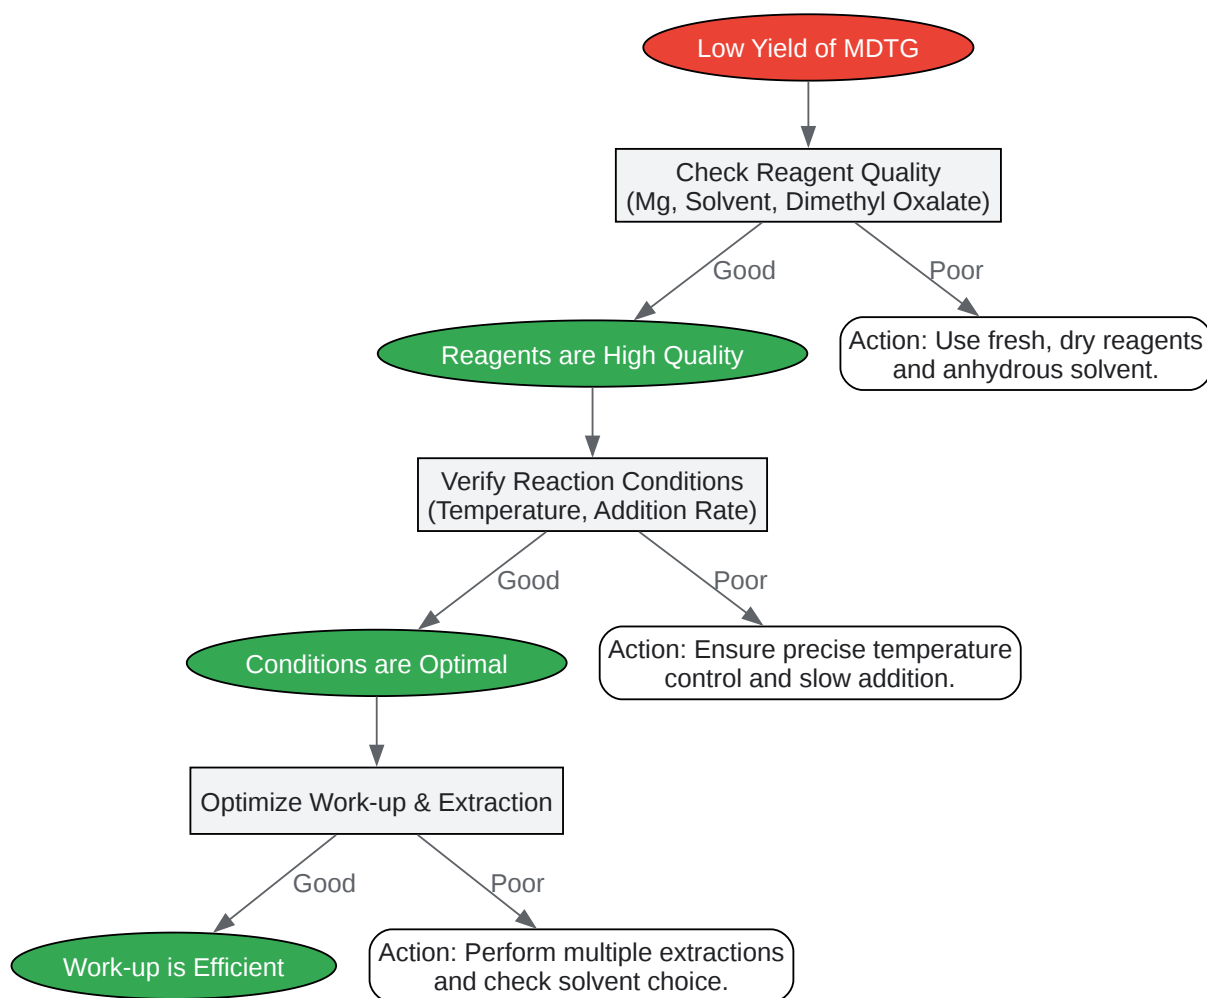 Low Yield of MDTG
Check Reagent Quality
(Mg, Solvent, Dimethyl Oxalate)
Good
Poor
Reagents are High Quality
Action: Use fresh, dry reagents
and anhydrous solvent.
Verify Reaction Conditions
(Temperature, Addition Rate)
Good
Poor
Conditions are Optimal
Action: Ensure precise temperature
control and slow addition.
Optimize Work-up & Extraction
Good
Poor
Work-up is Efficient
Action: Perform multiple extractions
and check solvent choice.